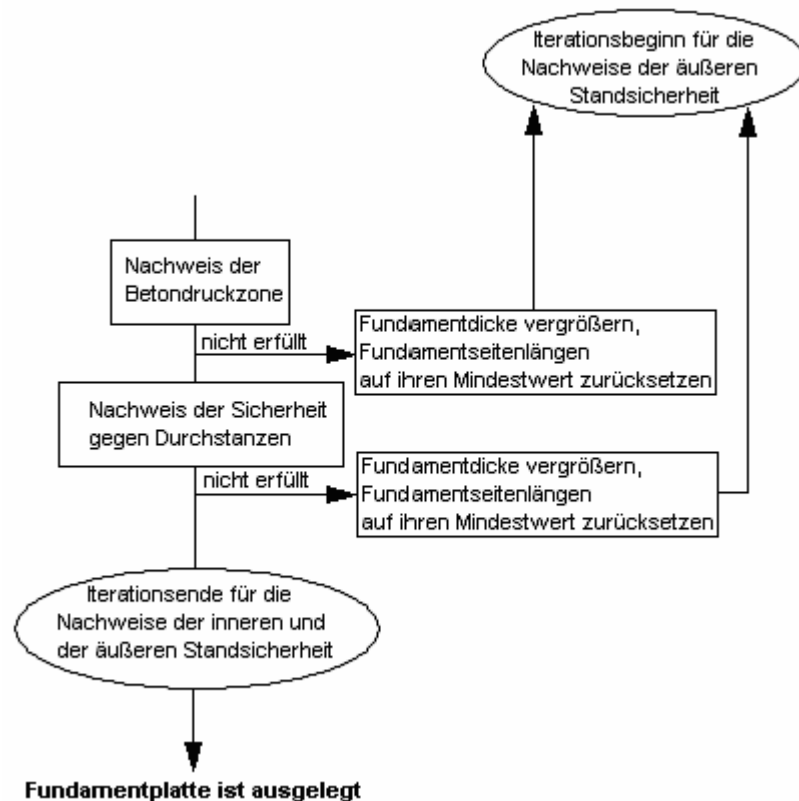 Iterationsbeginn für die
Nachweise der äußeren
Standsicherheit
Nachweis der
Betondruckzone
nicht erfüllt
Fundamentdicke vergrößern,
Fundamentseitenlängen
auf ihren Mindestwert zurücksetzen
Nachweis der Sicherheit
gegen Durchstanzen
nicht erfüllt
Fundamentdicke vergrößern,
Fundamentseitenlängen
auf ihren Mindestwert zurücksetzen
Iterationsende für die
Nachweise der inneren und
der äußeren Standsicherheit
Fundamentplatte ist ausgelegt